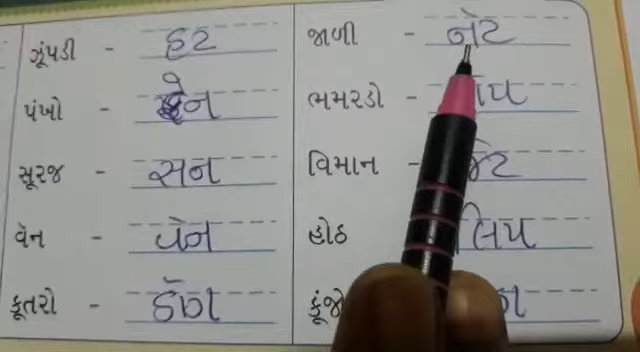 ઝૂંપડી - હટ
પંખો - ફેન
સૂરજ - સન
વૅન - વેન
કૂતરો - ડૉગ
જાળી - નેટ
ભમરડો -
વિમાન - જેટ
હોઠ લિપ
કૂંજો